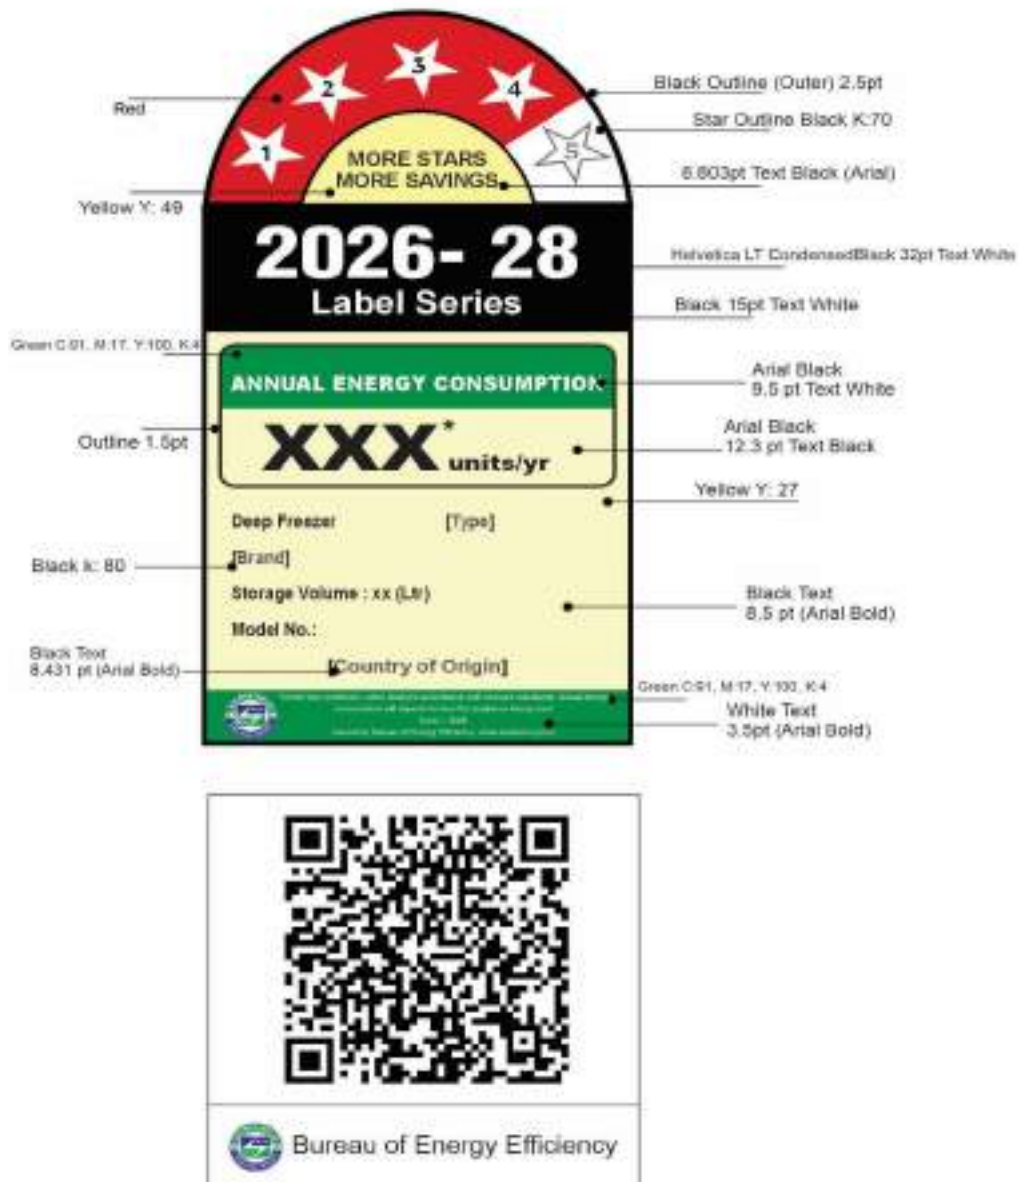 1
2
3
4
5
MORE STARS
MORE SAVINGS
Red
Yellow Y: 49
Black Outline (Outer) 2.5pt
Star Outline Black K:70
6.603pt Text Black (Arial)
2026- 28
Label Series
Helvetica LT CondensedBlack 32pt Text White
Black 15pt Text White
Green C:91, M:17, Y:100, K:4
ANNUAL ENERGY CONSUMPTION
Arial Black
9.5 pt Text White
Outline 1.5pt
XXX*
units/yr
Arial Black
12.3 pt Text Black
Yellow Y: 27
Deep Freezer [Type]
[Brand]
Black k: 80
Storage Volume : xx (Ltr)
Model No.:
Black Text
8.5 pt (Arial Bold)
Black Text
8.431 pt (Arial Bold)
[Country of Origin]
Green C:91, M:17, Y:100, K:4
White Text
3.5pt (Arial Bold)
Bureau of Energy Efficiency